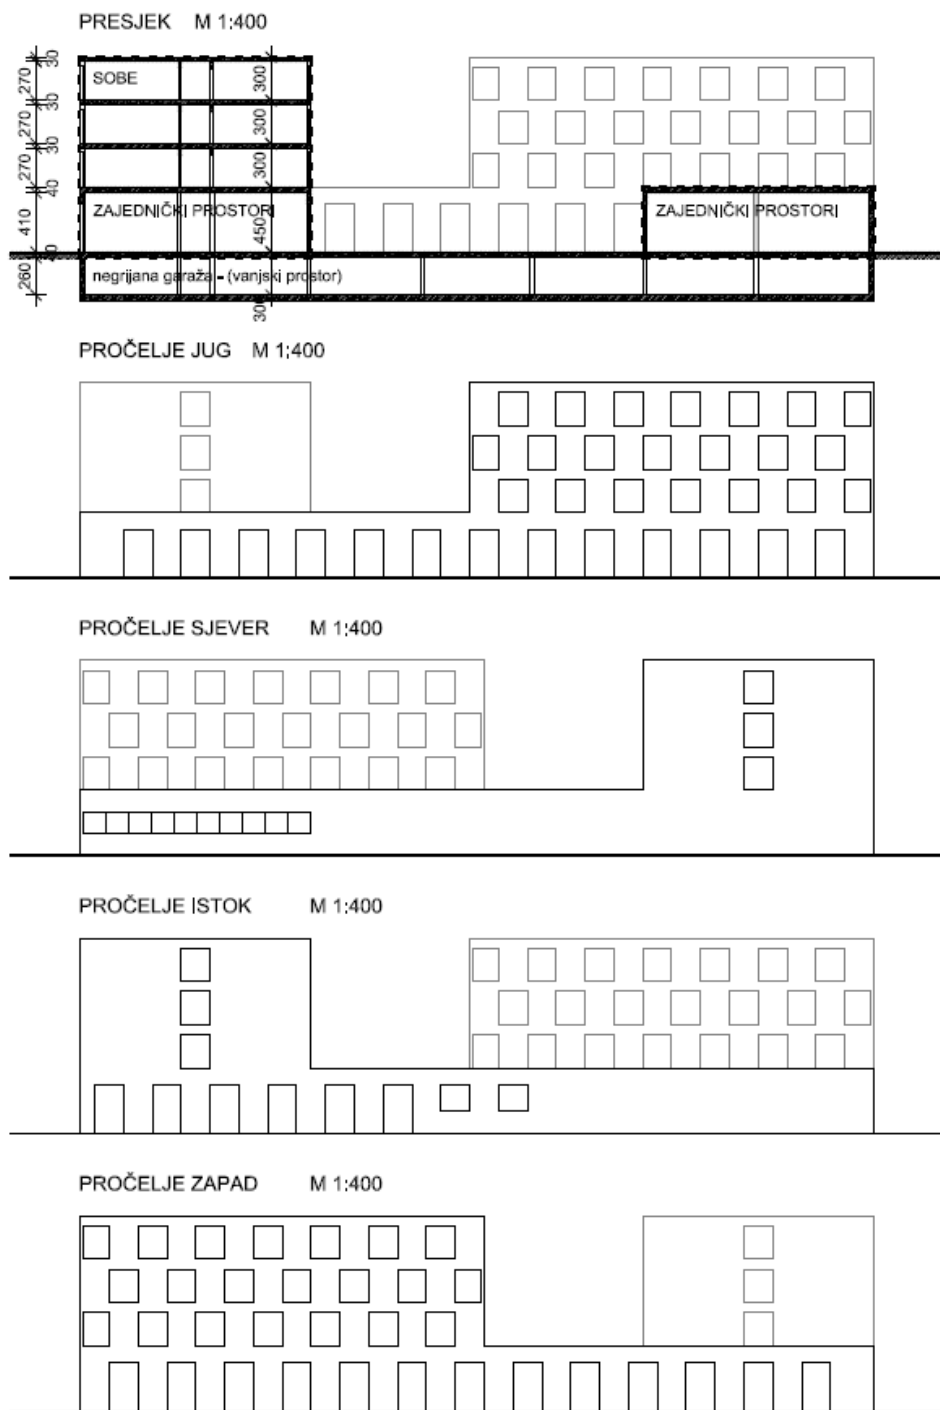 PRESJEK M 1:400
30
270
SOBE
300
30
270
300
30
270
300
40
ZAJEDNIČKI PROSTORI
ZAJEDNIČKI PROSTORI
410
450
260
negrijana garaža - (vanjski prostor)
300
PROČELJE JUG M 1:400
PROČELJE SJEVER M 1:400
PROČELJE ISTOK M 1:400
PROČELJE ZAPAD M 1:400